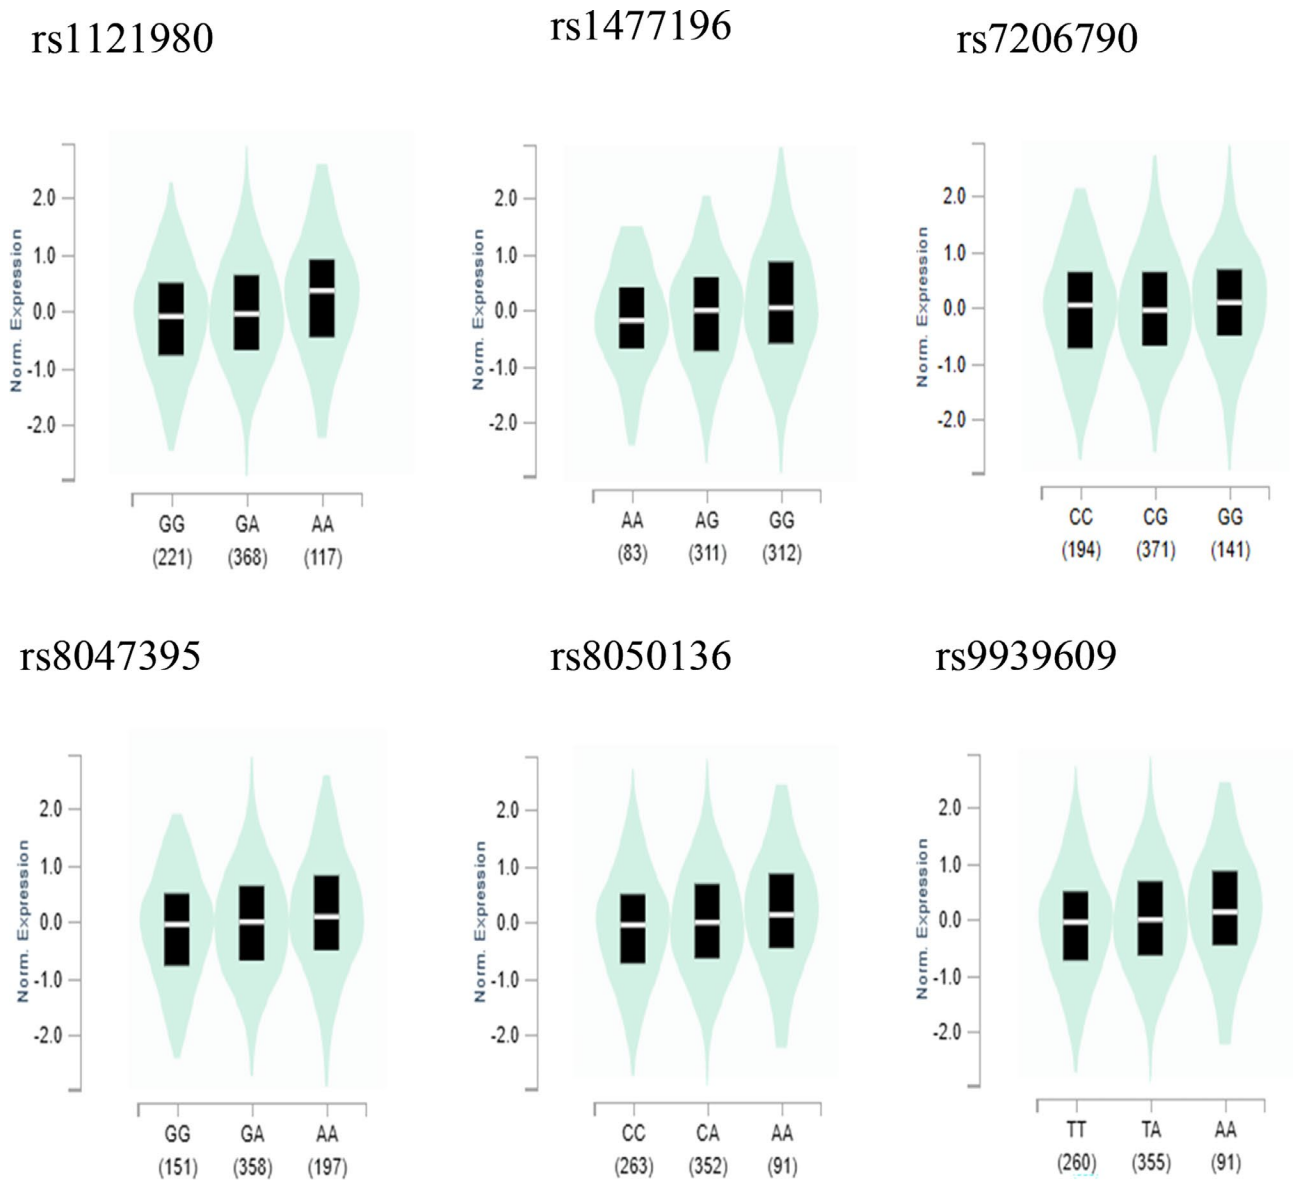 rs1121980
rs1477196
rs7206790
Norm. Expression
2.0
1.0
0.0
-1.0
-2.0
GG GA AA
(221) (368) (117)
Norm. Expression
2.0
1.0
0.0
-1.0
-2.0
AA AG GG
(83) (311) (312)
Norm. Expression
2.0
1.0
0.0
-1.0
-2.0
CC CG GG
(194) (371) (141)
rs8047395
rs8050136
rs9939609
Norm. Expression
2.0
1.0
0.0
-1.0
-2.0
GG GA AA
(151) (358) (197)
Norm. Expression
2.0
1.0
0.0
-1.0
-2.0
CC CA AA
(263) (352) (91)
Norm. Expression
2.0
1.0
0.0
-1.0
-2.0
TT TA AA
(260) (355) (91)